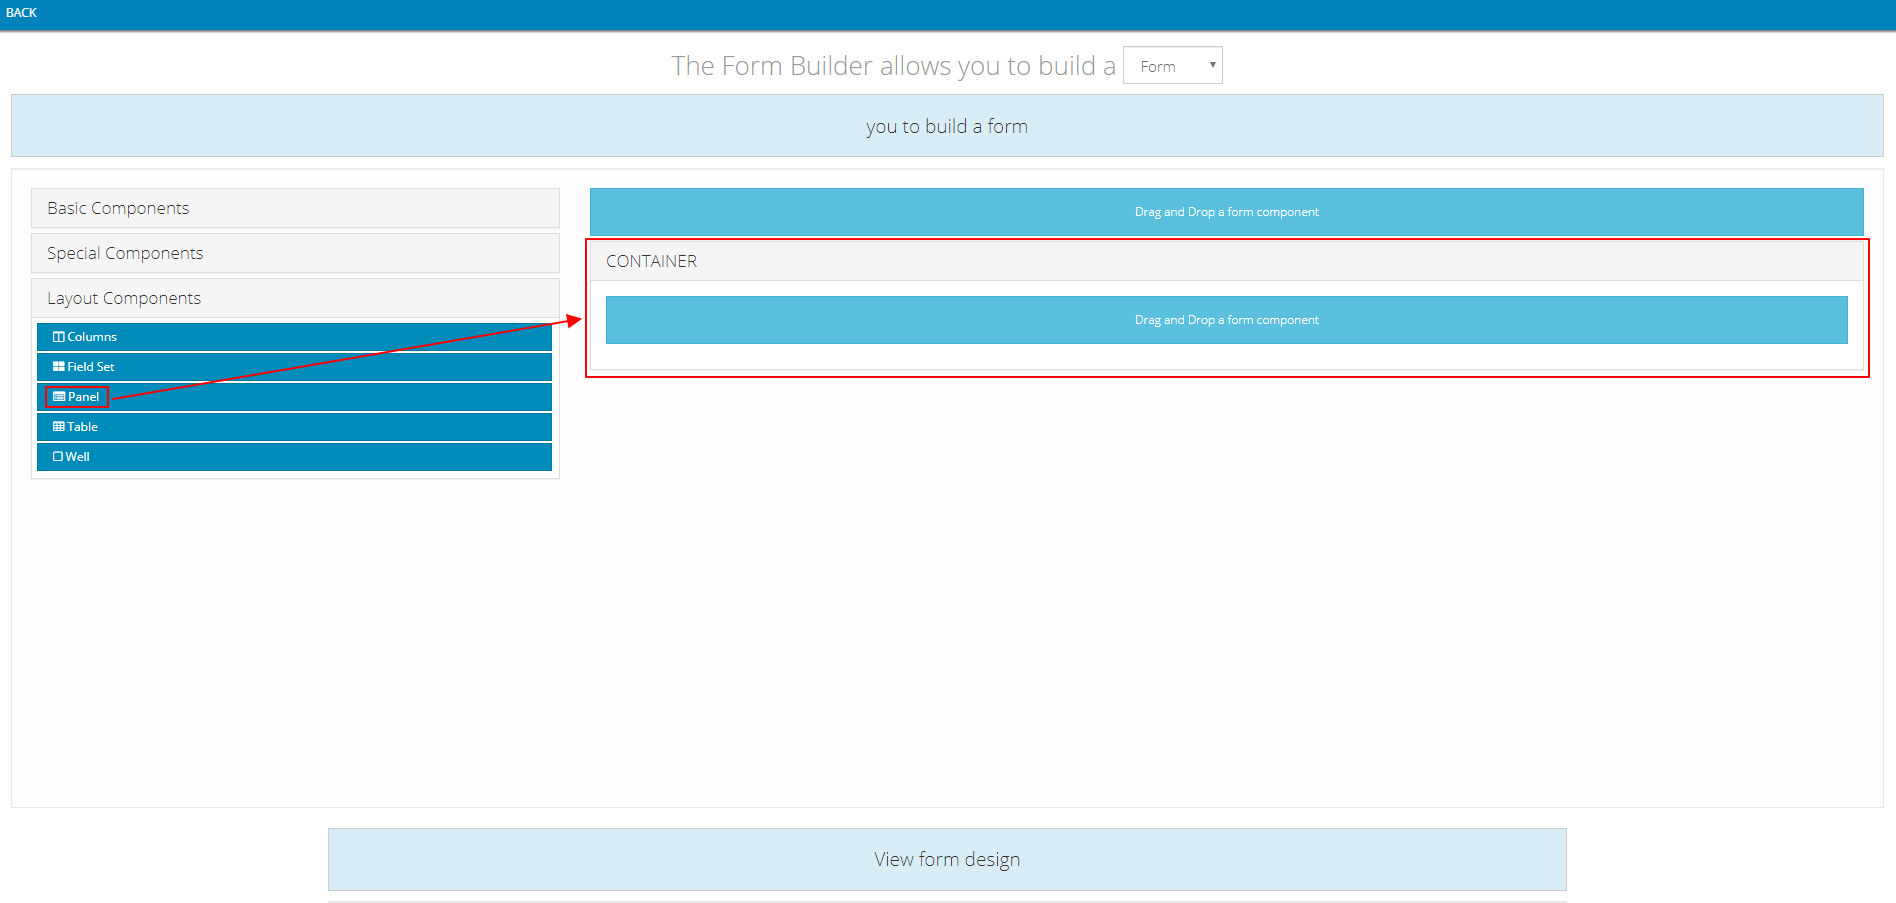 BACK
The Form Builder allows you to build a Form
you to build a form
Basic Components
Special Components
Layout Components
Columns
Field Set
Panel
Table
Well
Drag and Drop a form component
CONTAINER
Drag and Drop a form component
View form design